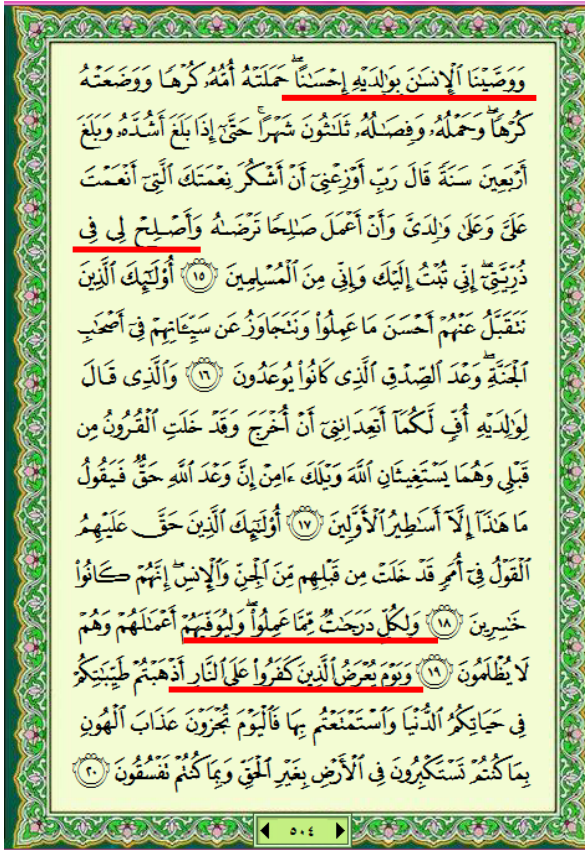 وَوَصَّيْنَا ٱلْإِنسَٰنَ بِوَٰلِدَيْهِ إِحْسَٰنًا ۖ حَمَلَتْهُ أُمُّهُۥ كُرْهًا وَوَضَعَتْهُ
كُرْهًا ۖ وَحَمْلُهُۥ وَفِصَٰلُهُۥ ثَلَٰثُونَ شَهْرًا ۚ حَتَّىٰٓ إِذَا بَلَغَ أَشُدَّهُۥ وَبَلَغَ
أَرْبَعِينَ سَنَةً قَالَ رَبِّ أَوْزِعْنِىٓ أَنْ أَشْكُرَ نِعْمَتَكَ ٱلَّتِىٓ أَنْعَمْتَ
عَلَىَّ وَعَلَىٰ وَٰلِدَىَّ وَأَنْ أَعْمَلَ صَٰلِحًا تَرْضَىٰهُ وَأَصْلِحْ لِى فِى
ذُرِّيَّتِىٓ ۖ إِنِّى تُبْتُ إِلَيْكَ وَإِنِّى مِنَ ٱلْمُسْلِمِينَ ١٥ أُو۟لَٰٓئِكَ ٱلَّذِينَ
نَتَقَبَّلُ عَنْهُمْ أَحْسَنَ مَا عَمِلُوا۟ وَنَتَجَاوَزُ عَن سَيِّـَٔاتِهِمْ فِىٓ أَصْحَٰبِ
ٱلْجَنَّةِ ۖ وَعْدَ ٱلصِّدْقِ ٱلَّذِى كَانُوا۟ يُوعَدُونَ ١٦ وَٱلَّذِى قَالَ
لِوَٰلِدَيْهِ أُفٍّ لَّكُمَآ أَتَعِدَانِنِىٓ أَنْ أُخْرَجَ وَقَدْ خَلَتِ ٱلْقُرُونُ مِن
قَبْلِى وَهُمَا يَسْتَغِيثَانِ ٱللَّهَ وَيْلَكَ ءَامِنْ إِنَّ وَعْدَ ٱللَّهِ حَقٌّ فَيَقُولُ
مَا هَٰذَآ إِلَّآ أَسَٰطِيرُ ٱلْأَوَّلِينَ ١٧ أُو۟لَٰٓئِكَ ٱلَّذِينَ حَقَّ عَلَيْهِمُ
ٱلْقَوْلُ فِىٓ أُمَمٍ قَدْ خَلَتْ مِن قَبْلِهِم مِّنَ ٱلْجِنِّ وَٱلْإِنسِ ۖ إِنَّهُمْ كَانُوا۟
خَٰسِرِينَ ١٨ وَلِكُلٍّ دَرَجَٰتٌ مِّمَّا عَمِلُوا۟ ۖ وَلِيُوَفِّيَهُمْ أَعْمَٰلَهُمْ وَهُمْ
لَا يُظْلَمُونَ ١٩ وَيَوْمَ يُعْرَضُ ٱلَّذِينَ كَفَرُوا۟ عَلَى ٱلنَّارِ أَذْهَبْتُمْ طَيِّبَٰتِكُمْ
فِى حَيَاتِكُمُ ٱلدُّنْيَا وَٱسْتَمْتَعْتُم بِهَا فَٱلْيَوْمَ تُجْزَوْنَ عَذَابَ ٱلْهُونِ
بِمَا كُنتُمْ تَسْتَكْبِرُونَ فِى ٱلْأَرْضِ بِغَيْرِ ٱلْحَقِّ وَبِمَا كُنتُمْ تَفْسُقُونَ ٢٠
٥٠٤